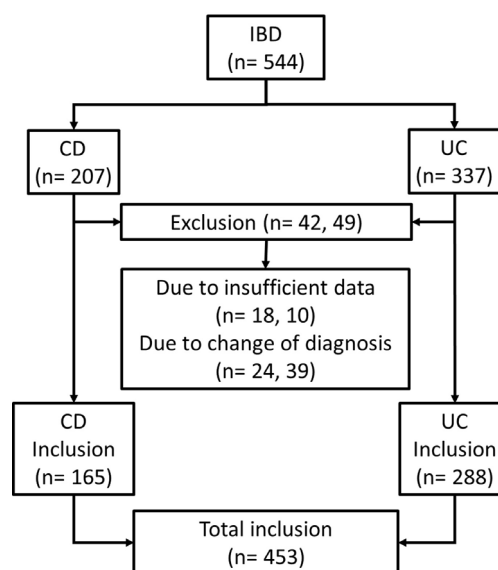 IBD
(n= 544)
CD
(n= 207)
UC
(n= 337)
Exclusion (n= 42, 49)
Due to insufficient data
(n= 18, 10)
Due to change of diagnosis
(n= 24, 39)
CD
Inclusion
(n= 165)
UC
Inclusion
(n= 288)
Total inclusion
(n= 453)